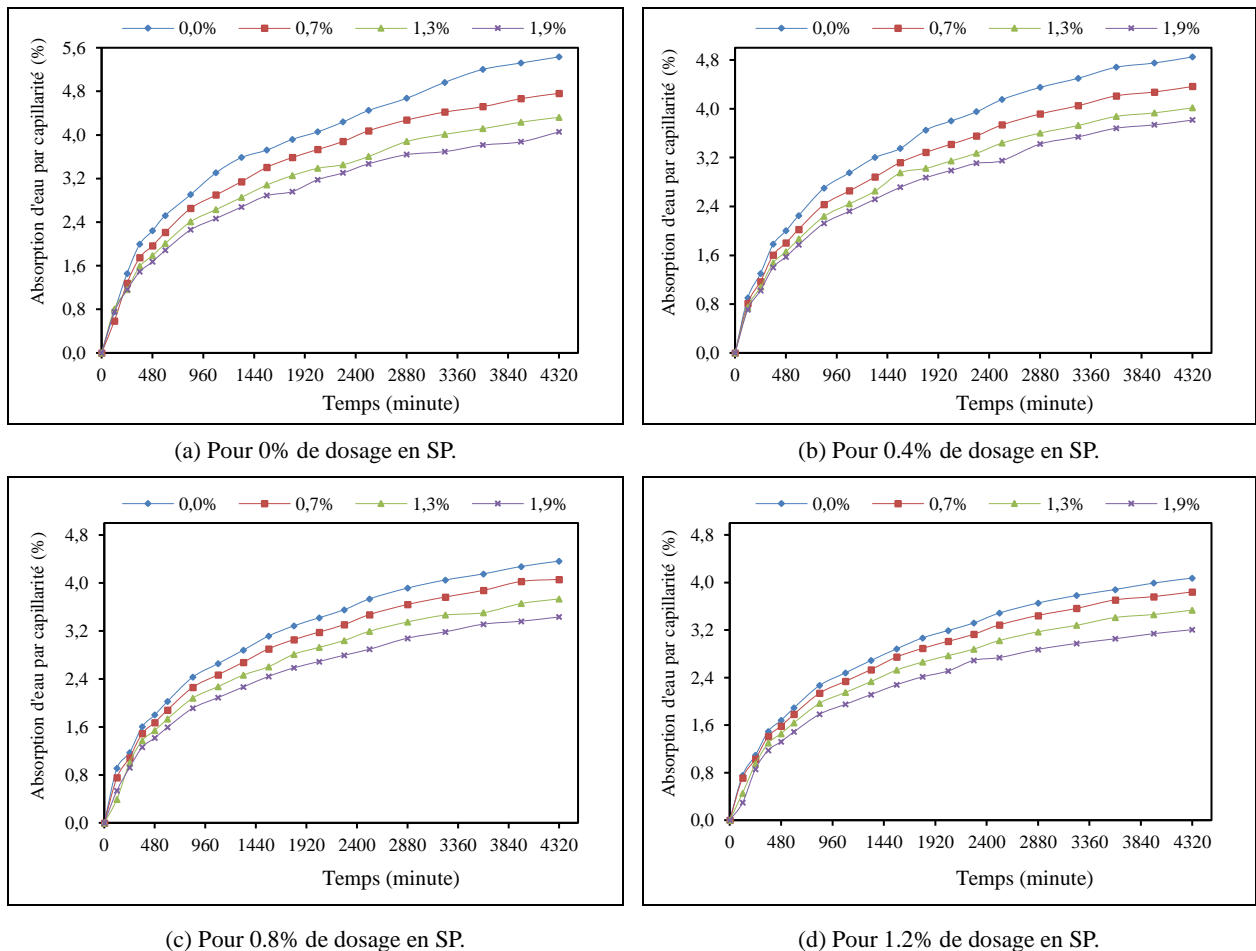 0,0% 0,7% 1,3% 1,9%
Absorption d'eau par capillarité (%)
5,6
4,8
4,0
3,2
2,4
1,6
0,8
0,0
0 480 960 1440 1920 2400 2880 3360 3840 4320
Temps (minute)
(a) Pour 0% de dosage en SP.
0,0% 0,7% 1,3% 1,9%
Absorption d'eau par capillarité (%)
4,8
4,0
3,2
2,4
1,6
0,8
0,0
0 480 960 1440 1920 2400 2880 3360 3840 4320
Temps (minute)
(b) Pour 0.4% de dosage en SP.
0,0% 0,7% 1,3% 1,9%
Absorption d'eau par capillarité (%)
4,8
4,0
3,2
2,4
1,6
0,8
0,0
0 480 960 1440 1920 2400 2880 3360 3840 4320
Temps (minute)
(c) Pour 0.8% de dosage en SP.
0,0% 0,7% 1,3% 1,9%
Absorption d'eau par capillarité (%)
4,8
4,0
3,2
2,4
1,6
0,8
0,0
0 480 960 1440 1920 2400 2880 3360 3840 4320
Temps (minute)
(d) Pour 1.2% de dosage en SP.